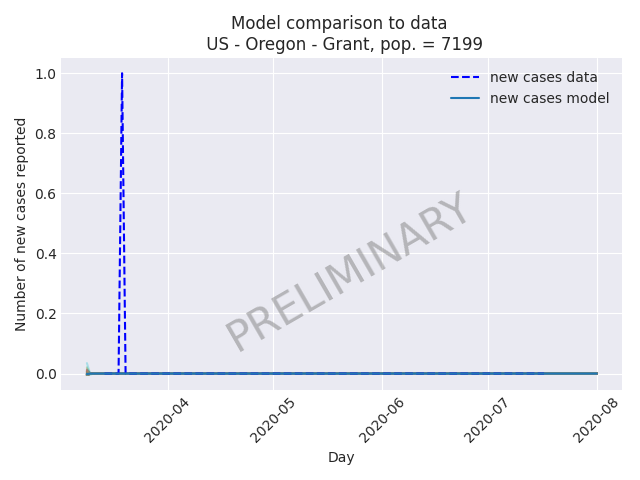 Model comparison to data
US - Oregon - Grant, pop. = 7199
new cases data
new cases model
1.0
0.8
0.6
0.4
0.2
0.0
Number of new cases reported
PRELIMINARY
2020-04
2020-05
2020-06
2020-07
2020-08
Day